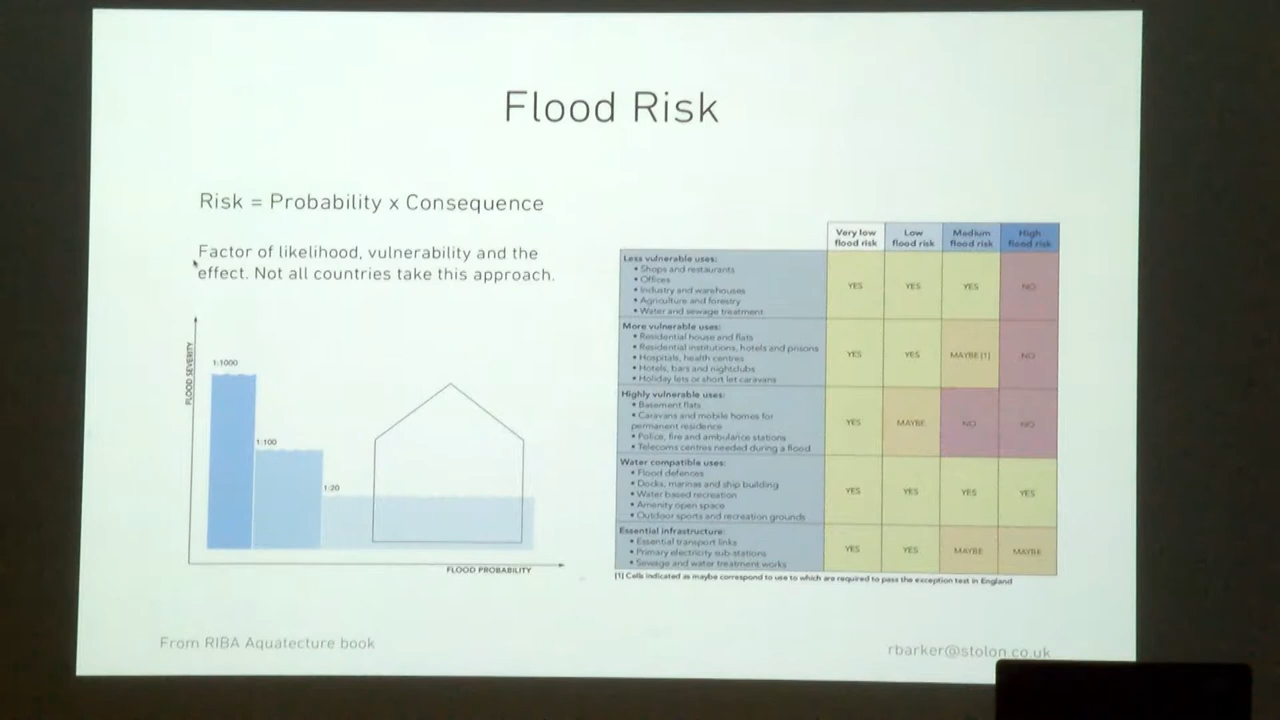 Flood Risk
Risk = Probability x Consequence
Factor of likelihood, vulnerability and the
effect. Not all countries take this approach.
FLOOD SEVERITY
1:1000
1:100
1:20
FLOOD PROBABILITY
Very low flood risk
Low flood risk
Medium flood risk
High flood risk
Less vulnerable uses:
• Shops and restaurants
• Offices
• Industry and warehouses
• Agriculture and forestry
• Water and sewage treatment
YES YES YES NO
More vulnerable uses:
• Residential house and flats
• Residential institutions, hotels and prisons
• Hospitals, health centres
• Hotels, bars and nightclubs
• Holiday lets or short let caravans
YES YES MAYBE [1] NO
Highly vulnerable uses:
• Basement flats
• Caravans and mobile homes for
permanent residence
• Police, fire and ambulance stations
• Telecoms centres needed during a flood
YES MAYBE NO NO
Water compatible uses:
• Flood defences
• Docks, marinas and ship building
• Water based recreation
• Amenity open space
• Outdoor sports and recreation grounds
YES YES YES YES
Essential infrastructure:
• Essential transport links
• Primary electricity sub-stations
• Sewage and water treatment works
YES YES MAYBE MAYBE
[1] Cells indicated as maybe correspond to use to which are required to pass the exception test in England
From RIBA Aquatecture book
rbarker@stolon.co.uk